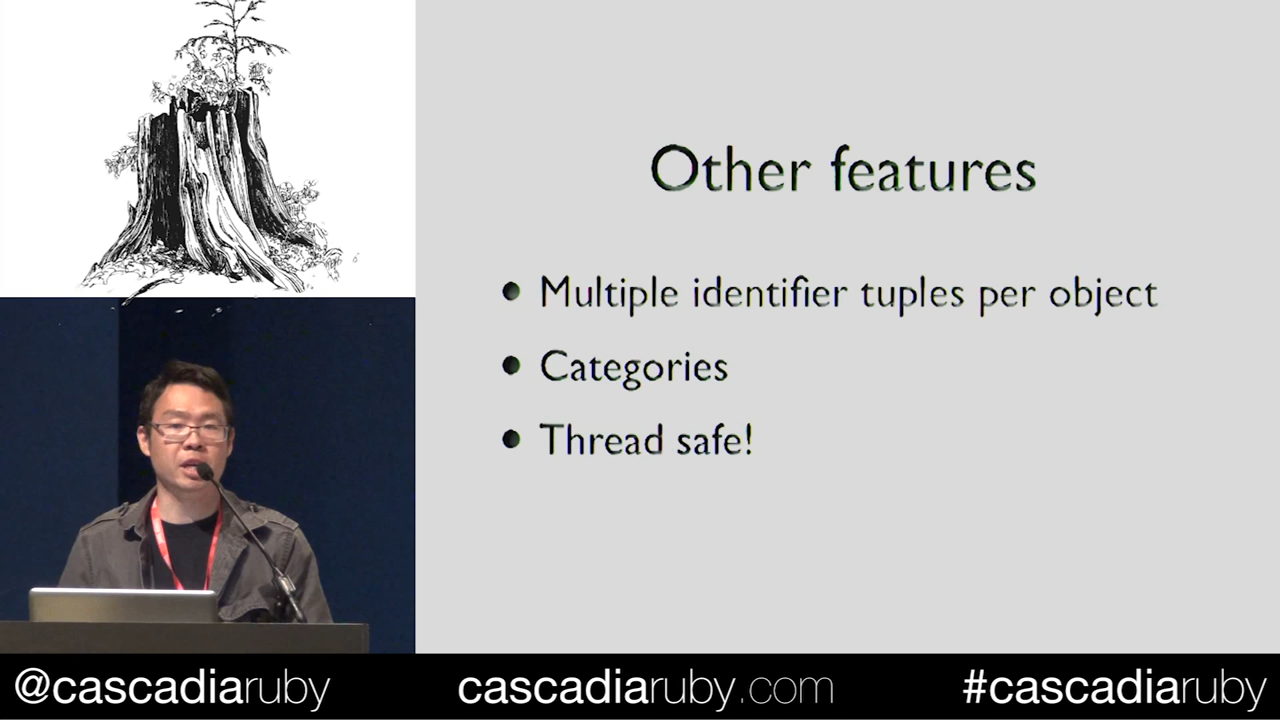 Other features
• Multiple identifier tuples per object
• Categories
• Thread safe!
@cascadiaruby
cascadiaruby.com
#cascadiaruby